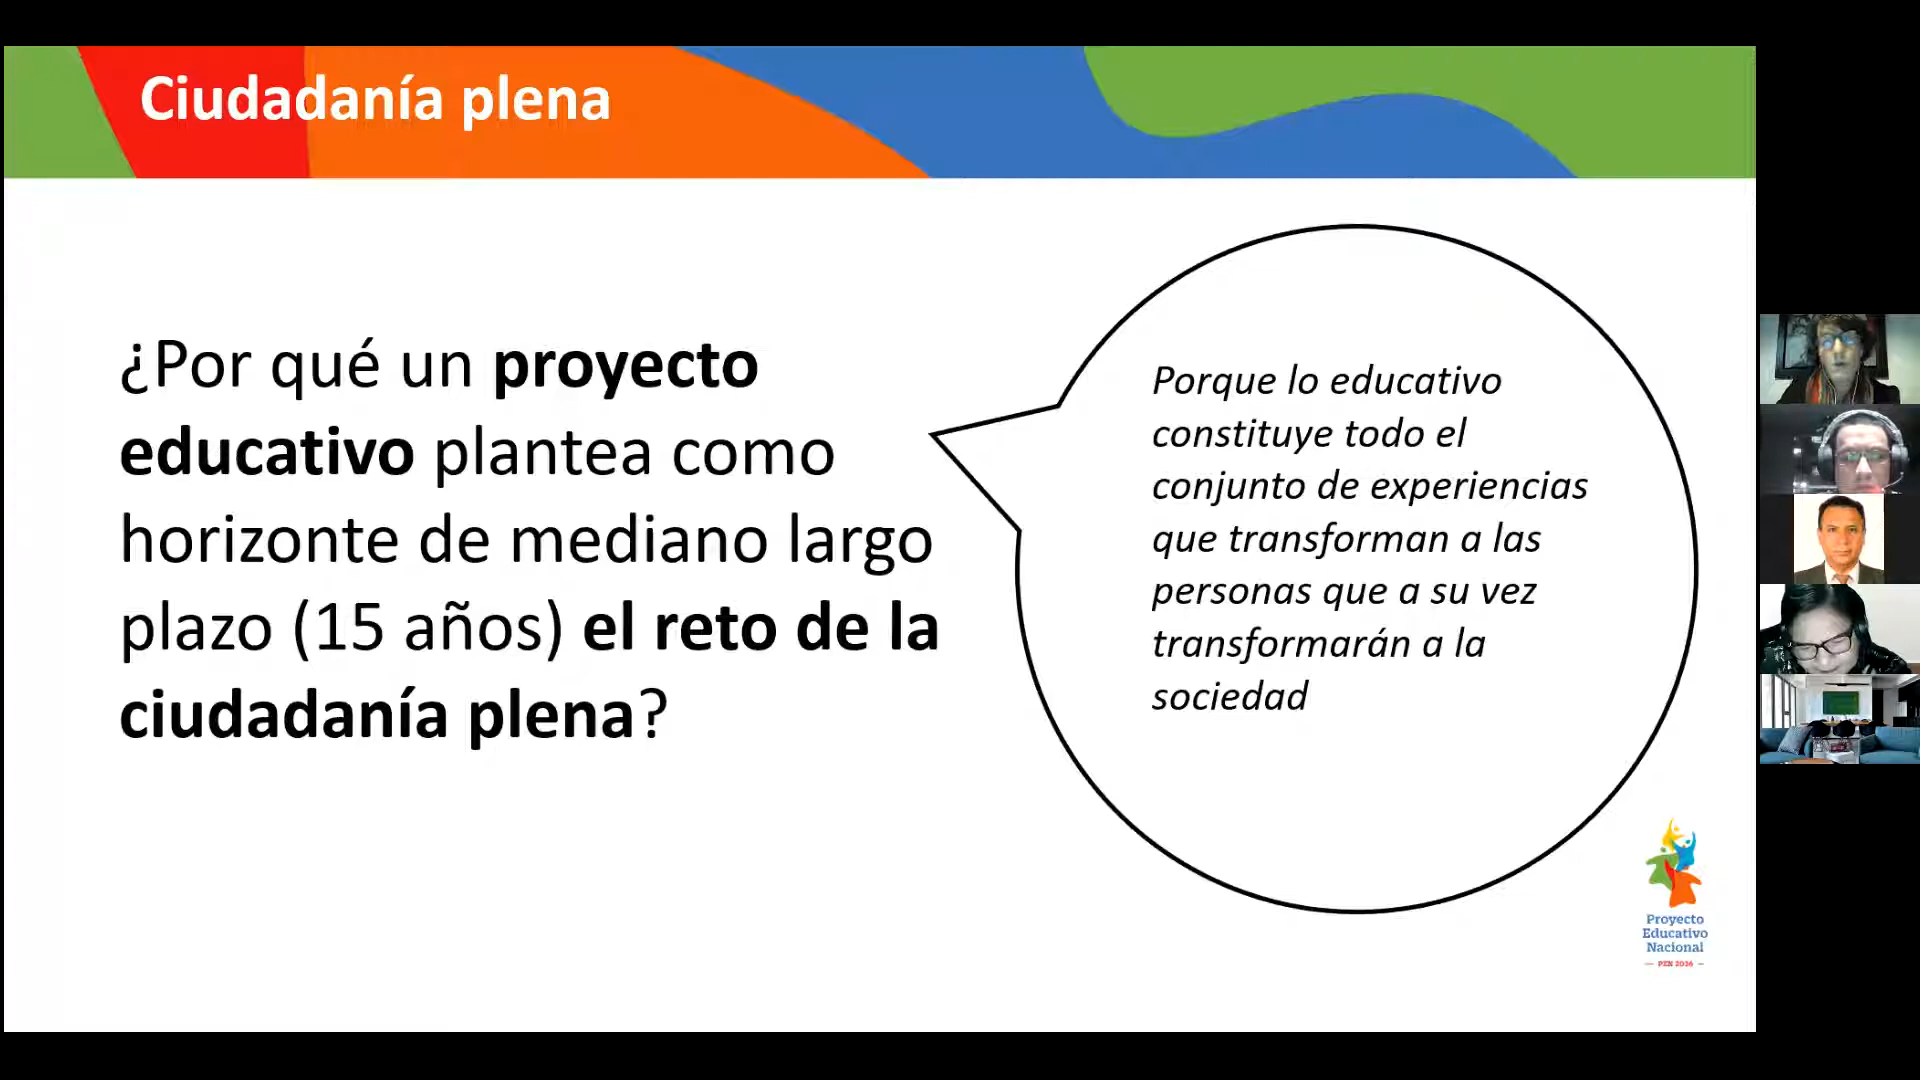 Ciudadanía plena
¿Por qué un proyecto
educativo plantea como
horizonte de mediano largo
plazo (15 años) el reto de la
ciudadanía plena?
Porque lo educativo
constituye todo el
conjunto de experiencias
que transforman a las
personas que a su vez
transformarán a la
sociedad
Proyecto
Educativo
Nacional
PEN 2036